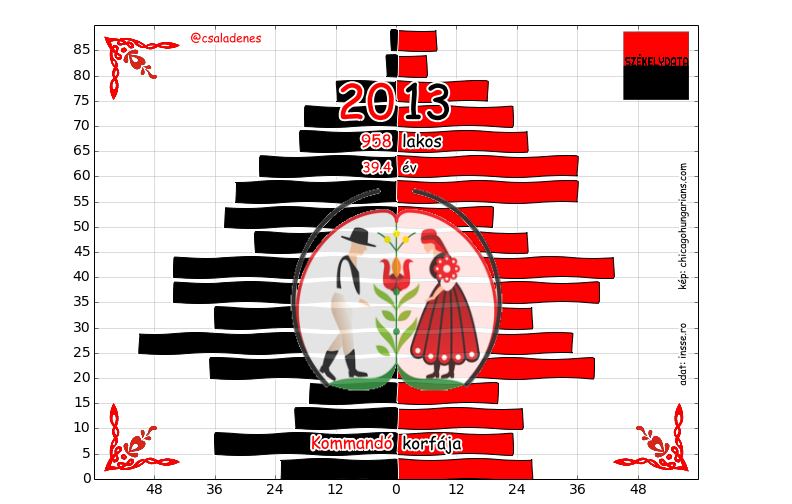 @csaladenes
SZÉKELYDATA
2013
958 lakos
39.4 év
kép: chicagohungarians.com
adat: insse.ro
Kommandó korfája
85
80
75
70
65
60
55
50
45
40
35
30
25
20
15
10
5
0
48 36 24 12 0 12 24 36 48